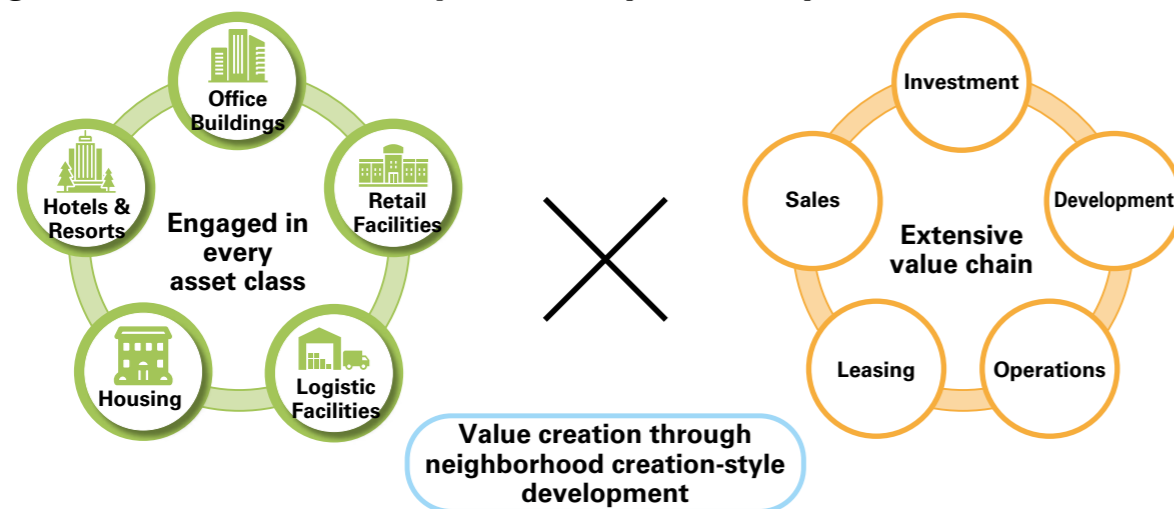 Office
Buildings
Retail
Facilities
Logistic
Facilities
Housing
Hotels &
Resorts
Engaged in
every
asset class
Investment
Development
Operations
Leasing
Sales
Extensive
value chain
Value creation through
neighborhood creation-style
development